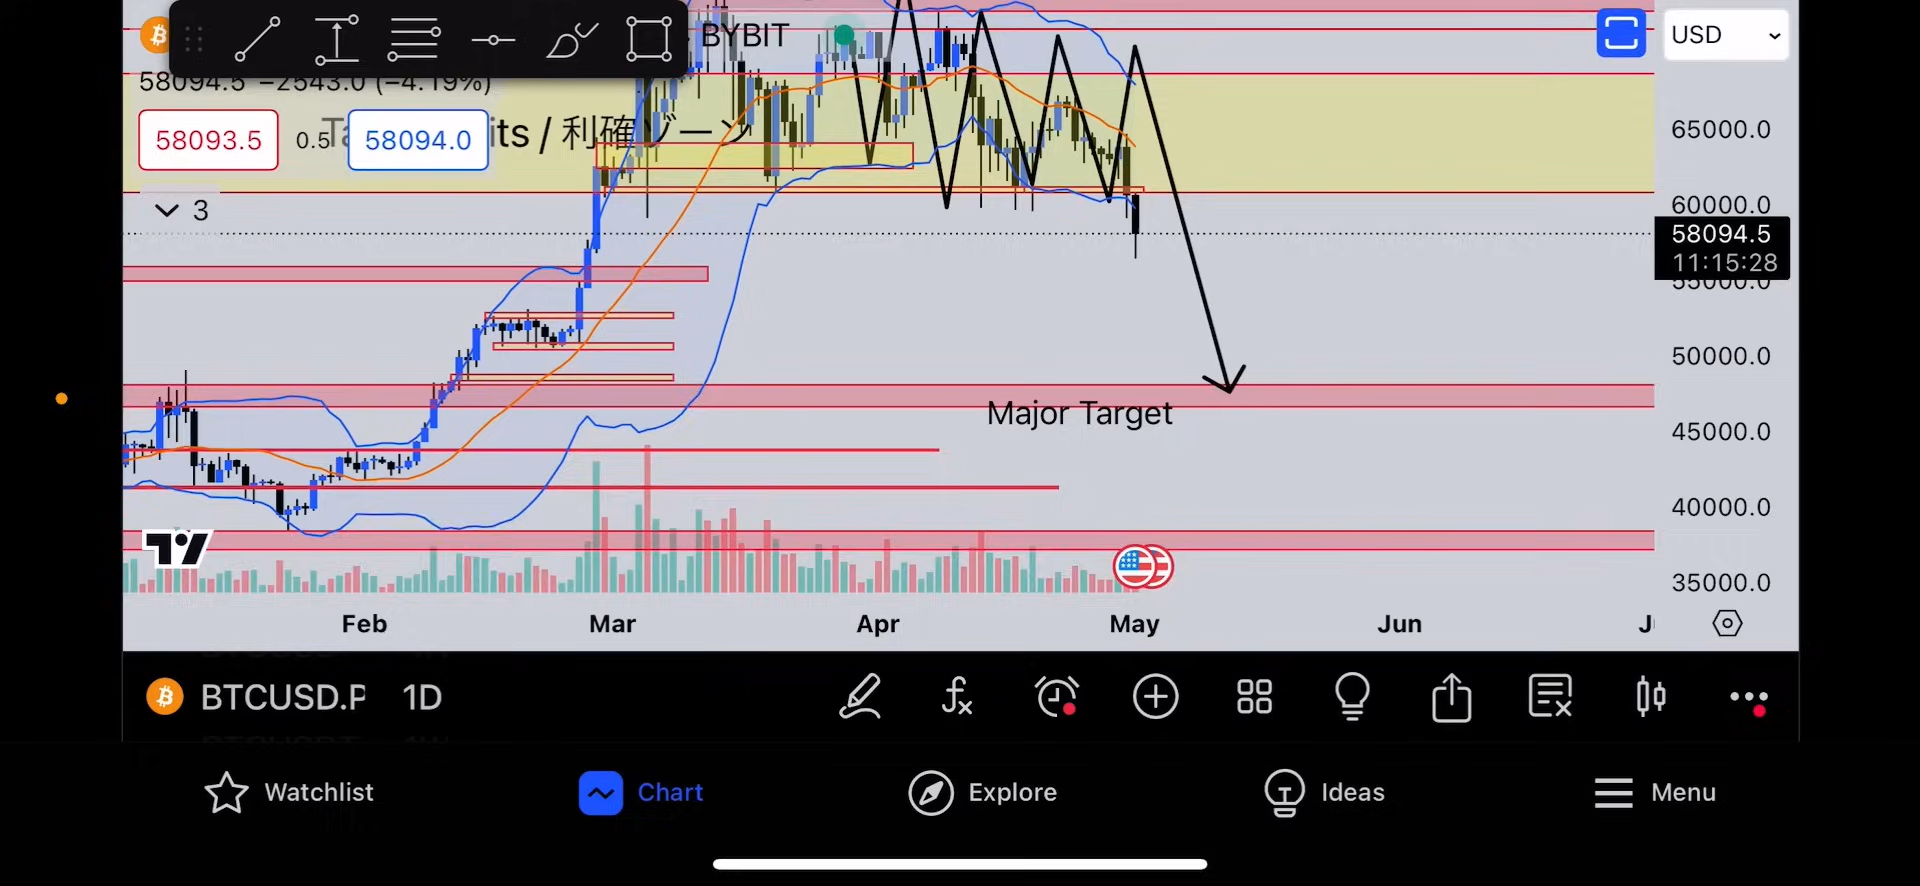 BYBIT
USD
58094.5 −2543.0 (−4.19%)
58093.5
0.5
58094.0
its / 利確ゾーン
3
65000.0
60000.0
58094.5
11:15:28
55000.0
50000.0
45000.0
40000.0
35000.0
Major Target
Feb
Mar
Apr
May
Jun
BTCUSD.P
1D
Watchlist
Chart
Explore
Ideas
Menu